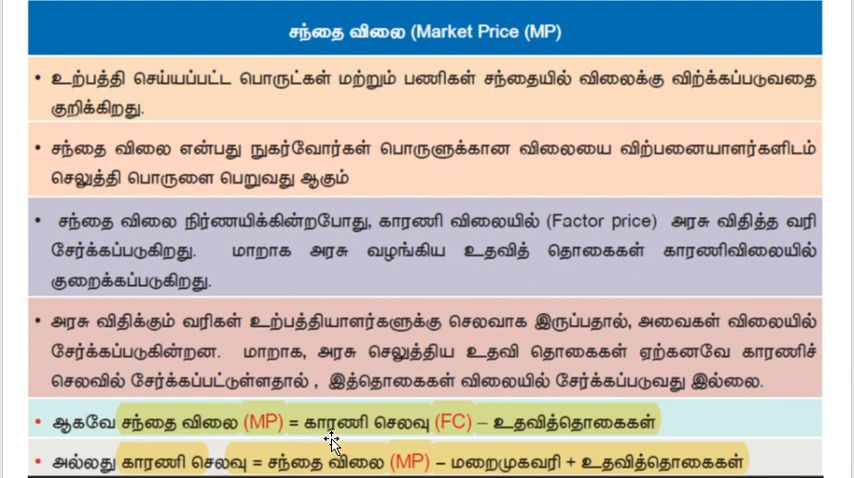 சந்தை விலை (Market Price (MP)
• உற்பத்தி செய்யப்பட்ட பொருட்கள் மற்றும் பணிகள் சந்தையில் விலைக்கு விற்க்கப்படுவதை
குறிக்கிறது.
• சந்தை விலை என்பது நுகர்வோர்கள் பொருளுக்கான விலையை விற்பனையாளர்களிடம்
செலுத்தி பொருளை பெறுவது ஆகும்
• சந்தை விலை நிர்ணயிக்கின்றபோது, காரணி விலையில் (Factor price) அரசு விதித்த வரி
சேர்க்கப்படுகிறது. மாறாக அரசு வழங்கிய உதவித் தொகைகள் காரணிவிலையில்
குறைக்கப்படுகிறது.
• அரசு விதிக்கும் வரிகள் உற்பத்தியாளர்களுக்கு செலவாக இருப்பதால், அவைகள் விலையில்
சேர்க்கப்படுகின்றன. மாறாக, அரசு செலுத்திய உதவி தொகைகள் ஏற்கனவே காரணிச்
செலவில் சேர்க்கப்பட்டுள்ளதால் , இத்தொகைகள் விலையில் சேர்க்கப்படுவது இல்லை.
• ஆகவே சந்தை விலை (MP) = காரணி செலவு (FC) – உதவித்தொகைகள்
• அல்லது காரணி செலவு = சந்தை விலை (MP) – மறைமுகவரி + உதவித்தொகைகள்